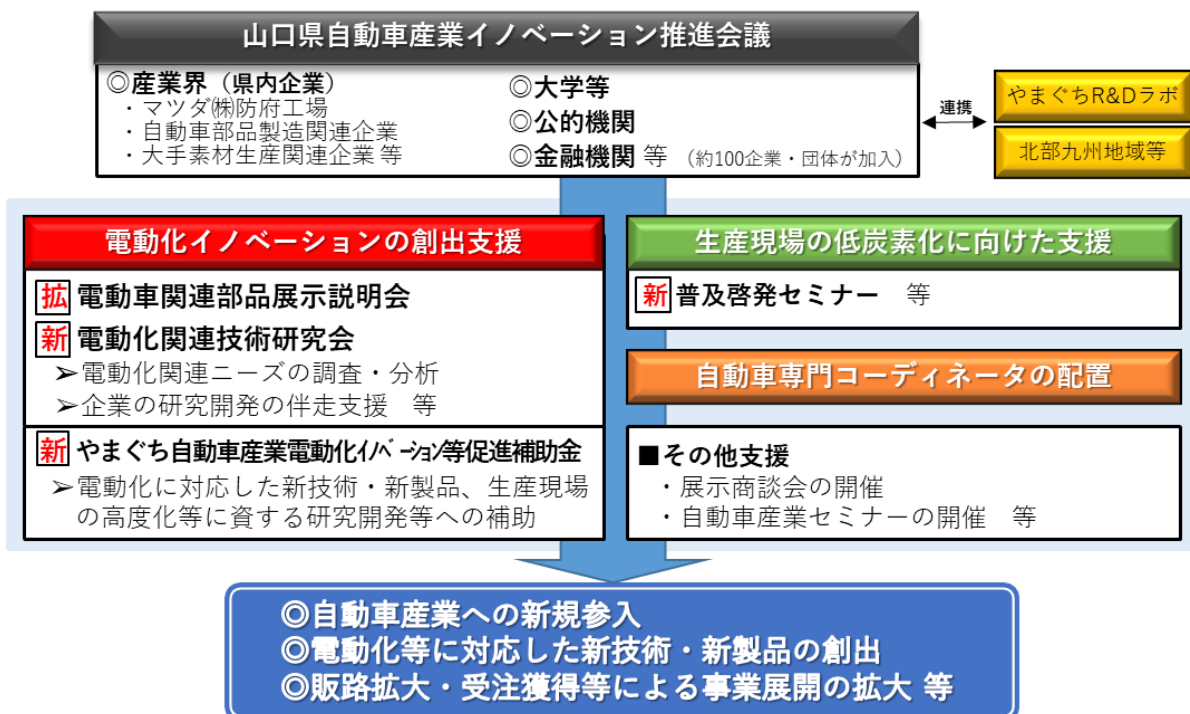 山口県自動車産業イノベーション推進会議
◎産業界（県内企業）
・マツダ㈱防府工場
・自動車部品製造関連企業
・大手素材生産関連企業 等
◎大学等
◎公的機関
◎金融機関 等 （約100企業・団体が加入）
連携
やまぐちR&Dラボ
北部九州地域等
電動化イノベーションの創出支援
拡 電動車関連部品展示説明会
新 電動化関連技術研究会
➢電動化関連ニーズの調査・分析
➢企業の研究開発の伴走支援　等
新 やまぐち自動車産業電動化ｲﾉﾍﾞｰｼｮﾝ等促進補助金
➢電動化に対応した新技術・新製品、生産現場
の高度化等に資する研究開発等への補助
生産現場の低炭素化に向けた支援
新 普及啓発セミナー　等
自動車専門コーディネータの配置
■その他支援
・展示商談会の開催
・自動車産業セミナーの開催　等
◎自動車産業への新規参入
◎電動化等に対応した新技術・新製品の創出
◎販路拡大・受注獲得等による事業展開の拡大 等